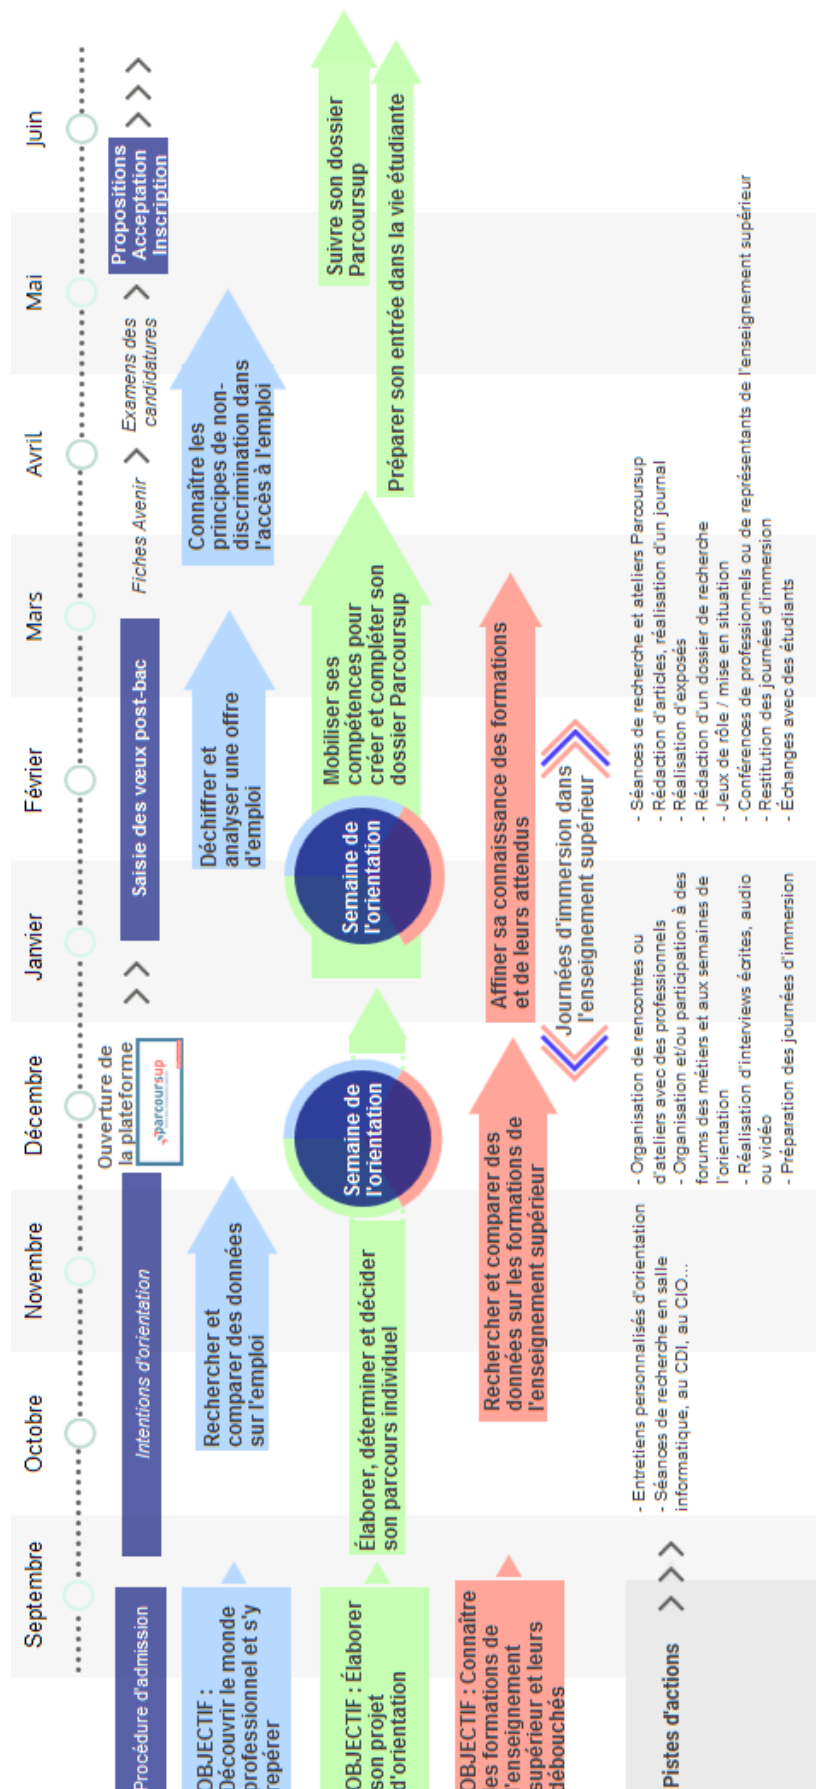 Septembre
Octobre
Novembre
Décembre
Janvier
Février
Mars
Avril
Mai
Juin
Procédure d'admission
Intentions d'orientation
Ouverture de
la plateforme
parcoursup
Saisie des vœux post-bac
Fiches Avenir
Examens des
candidatures
Propositions
Acceptation
Inscription
OBJECTIF :
Découvrir le monde
professionnel et s'y
repérer
Rechercher et
comparer des données
sur l'emploi
Déchiffrer et
analyser une offre
d'emploi
Connaître les
principes de non-
discrimination dans
l'accès à l'emploi
OBJECTIF : Élaborer
son projet
d'orientation
Élaborer, déterminer et décider
son parcours individuel
Semaine de
l'orientation
Semaine de
l'orientation
Mobiliser ses
compétences pour
créer et compléter son
dossier Parcoursup
Suivre son dossier
Parcoursup
Préparer son entrée dans la vie étudiante
OBJECTIF : Connaître
les formations de
l'enseignement
supérieur et leurs
débouchés
Rechercher et comparer des
données sur les formations de
l'enseignement supérieur
Affiner sa connaissance des formations
et de leurs attendus
Journées d'immersion dans
l'enseignement supérieur
Pistes d'actions
- Entretiens personnalisés d'orientation
- Séances de recherche en salle
informatique, au CDI, au CIO...
- Organisation de rencontres ou
d'ateliers avec des professionnels
- Organisation et/ou participation à des
forums des métiers et aux semaines de
l'orientation
- Réalisation d'interviews écrites, audio
ou vidéo
- Préparation des journées d'immersion
- Séances de recherche et ateliers Parcoursup
- Rédaction d'articles, réalisation d'un journal
- Réalisation d'exposés
- Rédaction d'un dossier de recherche
- Jeux de rôle / mise en situation
- Conférences de professionnels ou de représentants de l'enseignement supérieur
- Restitution des journées d'immersion
- Échanges avec des étudiants